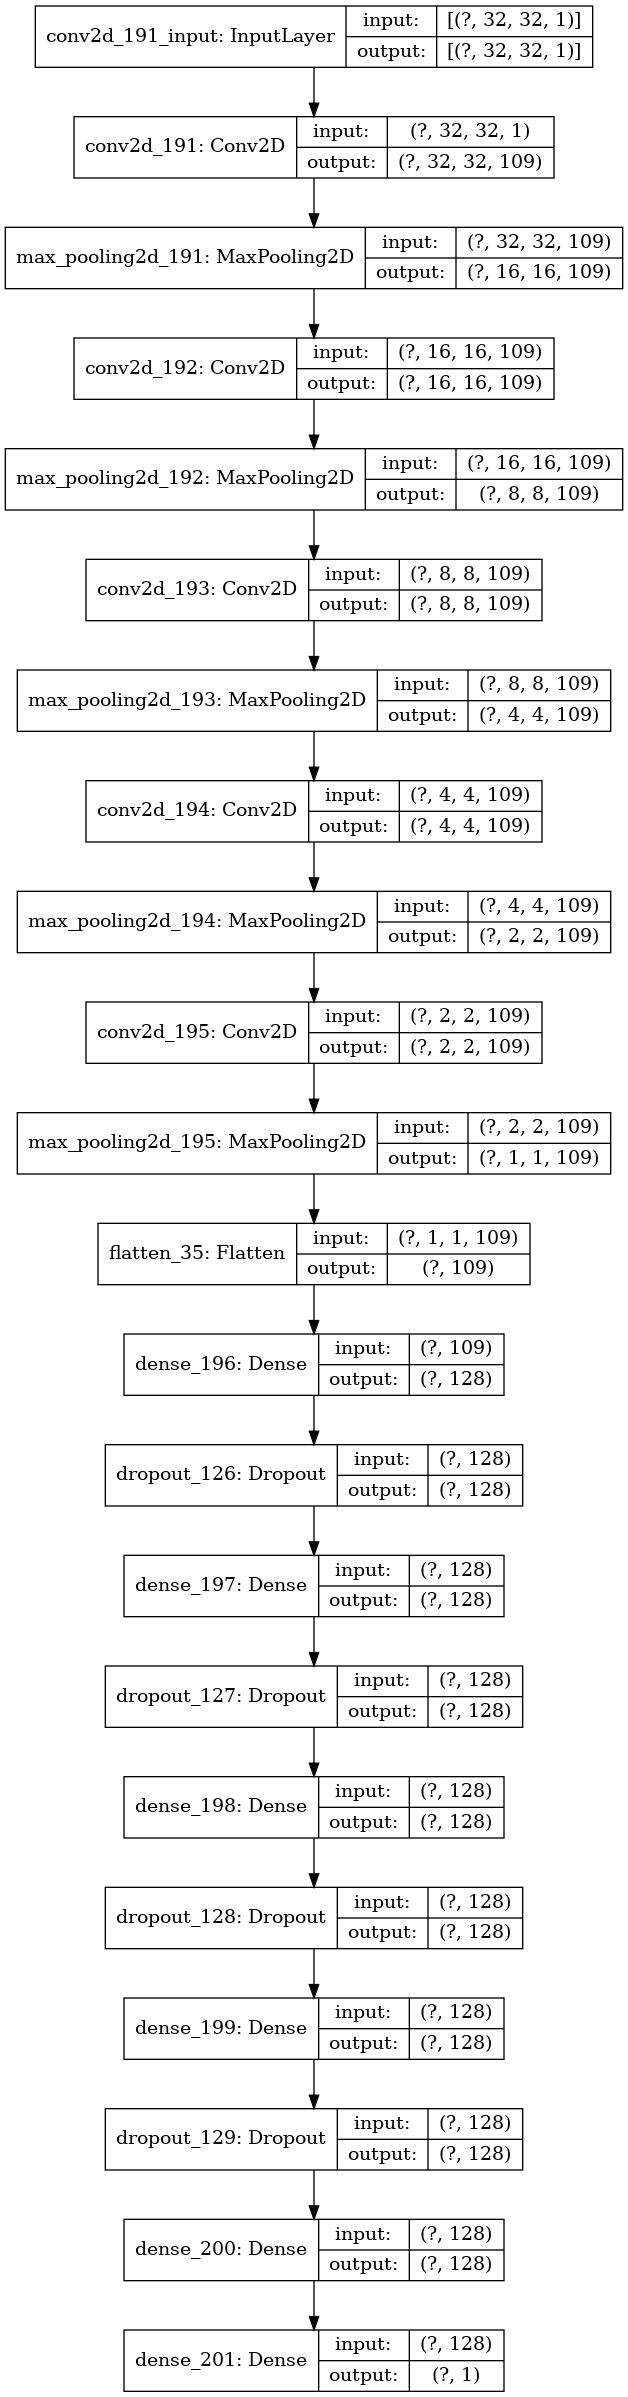 conv2d_191_input: InputLayer
input: [(?, 32, 32, 1)]
output: [(?, 32, 32, 1)]
conv2d_191: Conv2D
input: (?, 32, 32, 1)
output: (?, 32, 32, 109)
max_pooling2d_191: MaxPooling2D
input: (?, 32, 32, 109)
output: (?, 16, 16, 109)
conv2d_192: Conv2D
input: (?, 16, 16, 109)
output: (?, 16, 16, 109)
max_pooling2d_192: MaxPooling2D
input: (?, 16, 16, 109)
output: (?, 8, 8, 109)
conv2d_193: Conv2D
input: (?, 8, 8, 109)
output: (?, 8, 8, 109)
max_pooling2d_193: MaxPooling2D
input: (?, 8, 8, 109)
output: (?, 4, 4, 109)
conv2d_194: Conv2D
input: (?, 4, 4, 109)
output: (?, 4, 4, 109)
max_pooling2d_194: MaxPooling2D
input: (?, 4, 4, 109)
output: (?, 2, 2, 109)
conv2d_195: Conv2D
input: (?, 2, 2, 109)
output: (?, 2, 2, 109)
max_pooling2d_195: MaxPooling2D
input: (?, 2, 2, 109)
output: (?, 1, 1, 109)
flatten_35: Flatten
input: (?, 1, 1, 109)
output: (?, 109)
dense_196: Dense
input: (?, 109)
output: (?, 128)
dropout_126: Dropout
input: (?, 128)
output: (?, 128)
dense_197: Dense
input: (?, 128)
output: (?, 128)
dropout_127: Dropout
input: (?, 128)
output: (?, 128)
dense_198: Dense
input: (?, 128)
output: (?, 128)
dropout_128: Dropout
input: (?, 128)
output: (?, 128)
dense_199: Dense
input: (?, 128)
output: (?, 128)
dropout_129: Dropout
input: (?, 128)
output: (?, 128)
dense_200: Dense
input: (?, 128)
output: (?, 128)
dense_201: Dense
input: (?, 128)
output: (?, 1)